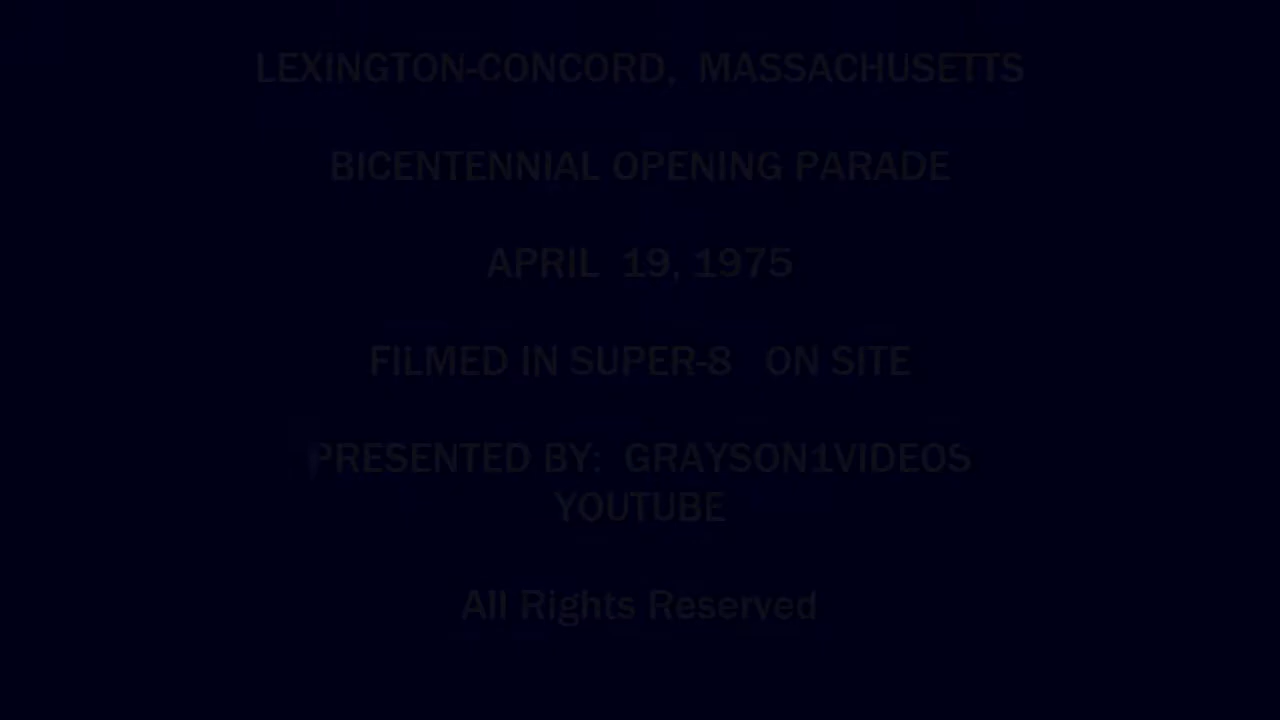 LEXINGTON-CONCORD, MASSACHUSETTS
BICENTENNIAL OPENING PARADE
APRIL 19, 1975
FILMED IN SUPER-8 ON SITE
PRESENTED BY: GRAYSON1VIDEOS
YOUTUBE
All Rights Reserved